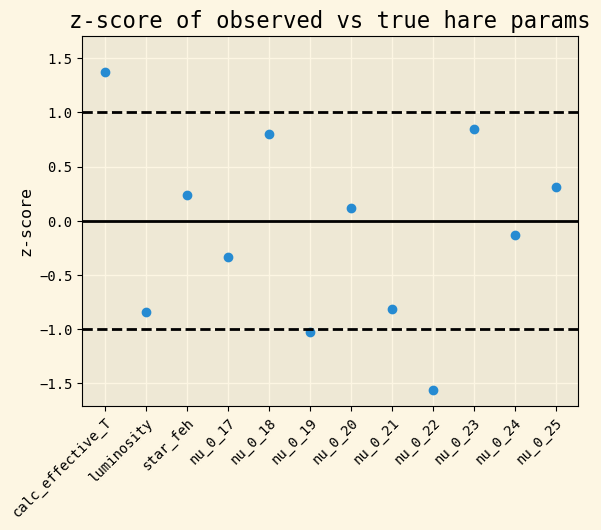 z-score of observed vs true hare params
z-score
1.5
1.0
0.5
0.0
−0.5
−1.0
−1.5
calc_effective_T
luminosity
star_feh
nu_0_17
nu_0_18
nu_0_19
nu_0_20
nu_0_21
nu_0_22
nu_0_23
nu_0_24
nu_0_25